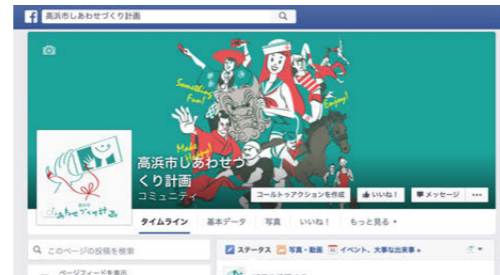 高浜市しあわせづくり計画
Something
Fun!
Enjoy!
Make
Happy!
高浜市しあわせづ
くり計画
コミュニティ
しあわせづくり計画
コールトゥアクションを作成
いいね！
メッセージ
タイムライン
基本データ
写真
いいね！
もっと見る
このページの投稿を検索
ステータス
写真・動画
イベント、大事な出来事＋
ページフィードを表示